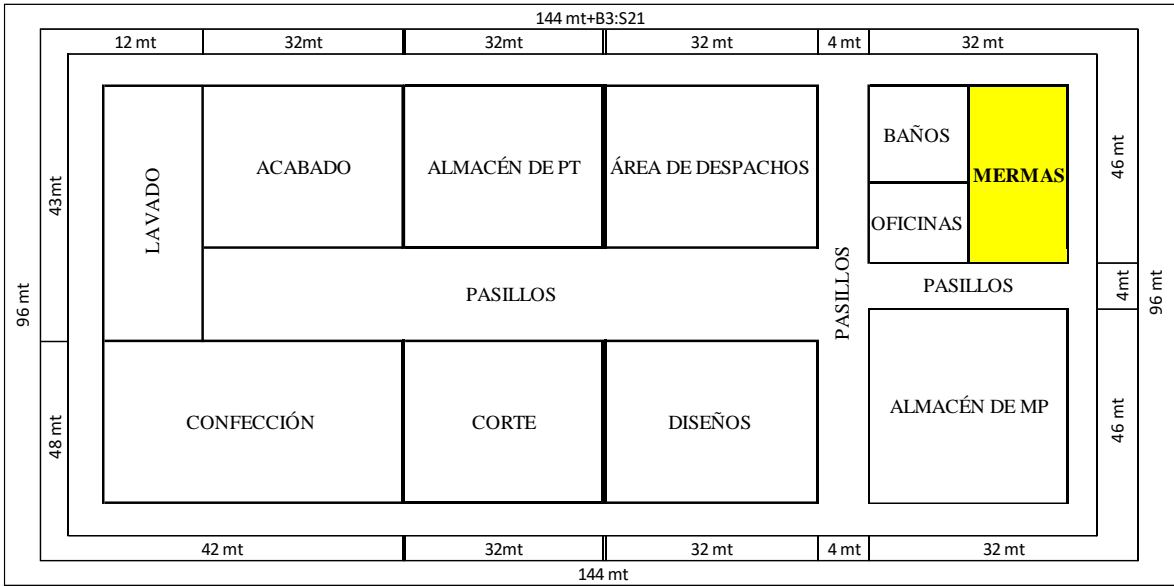 144 mt+B3:S21
12 mt
32mt
32mt
32 mt
4 mt
32 mt
43mt
96 mt
48 mt
LAVADO
ACABADO
ALMACÉN DE PT
ÁREA DE DESPACHOS
BAÑOS
MERMAS
OFICINAS
PASILLOS
PASILLOS
PASILLOS
46 mt
4mt
96 mt
46 mt
CONFECCIÓN
CORTE
DISEÑOS
ALMACÉN DE MP
42 mt
32mt
32 mt
4 mt
32 mt
144 mt